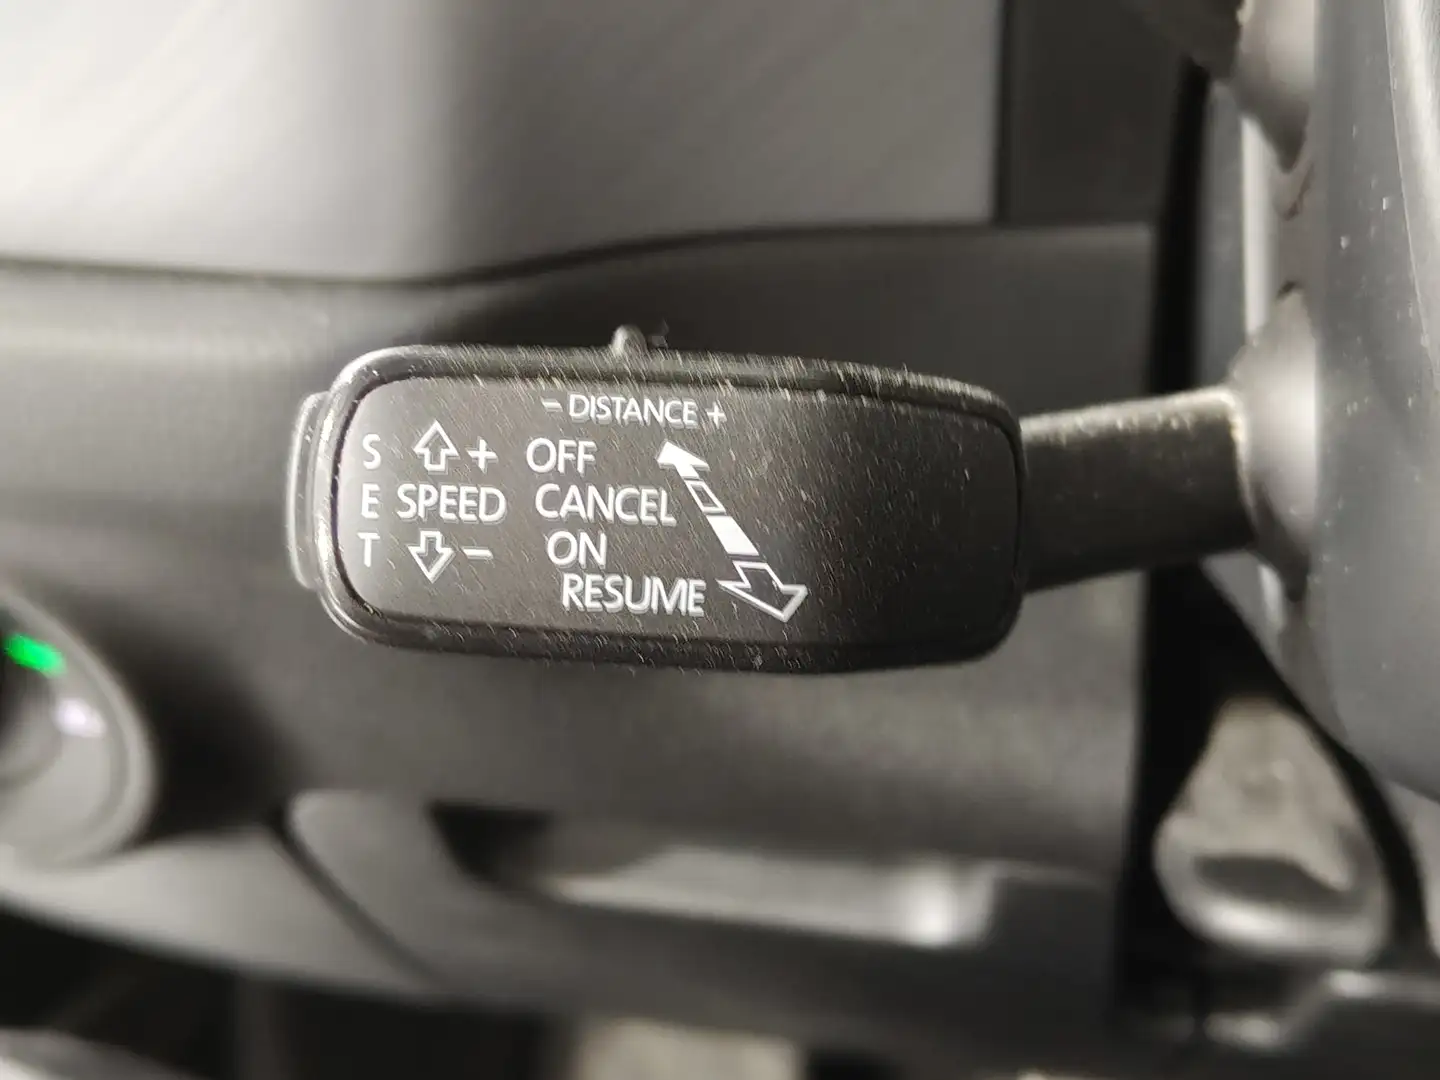 – DISTANCE +
S + OFF
E SPEED CANCEL
T – ON
RESUME